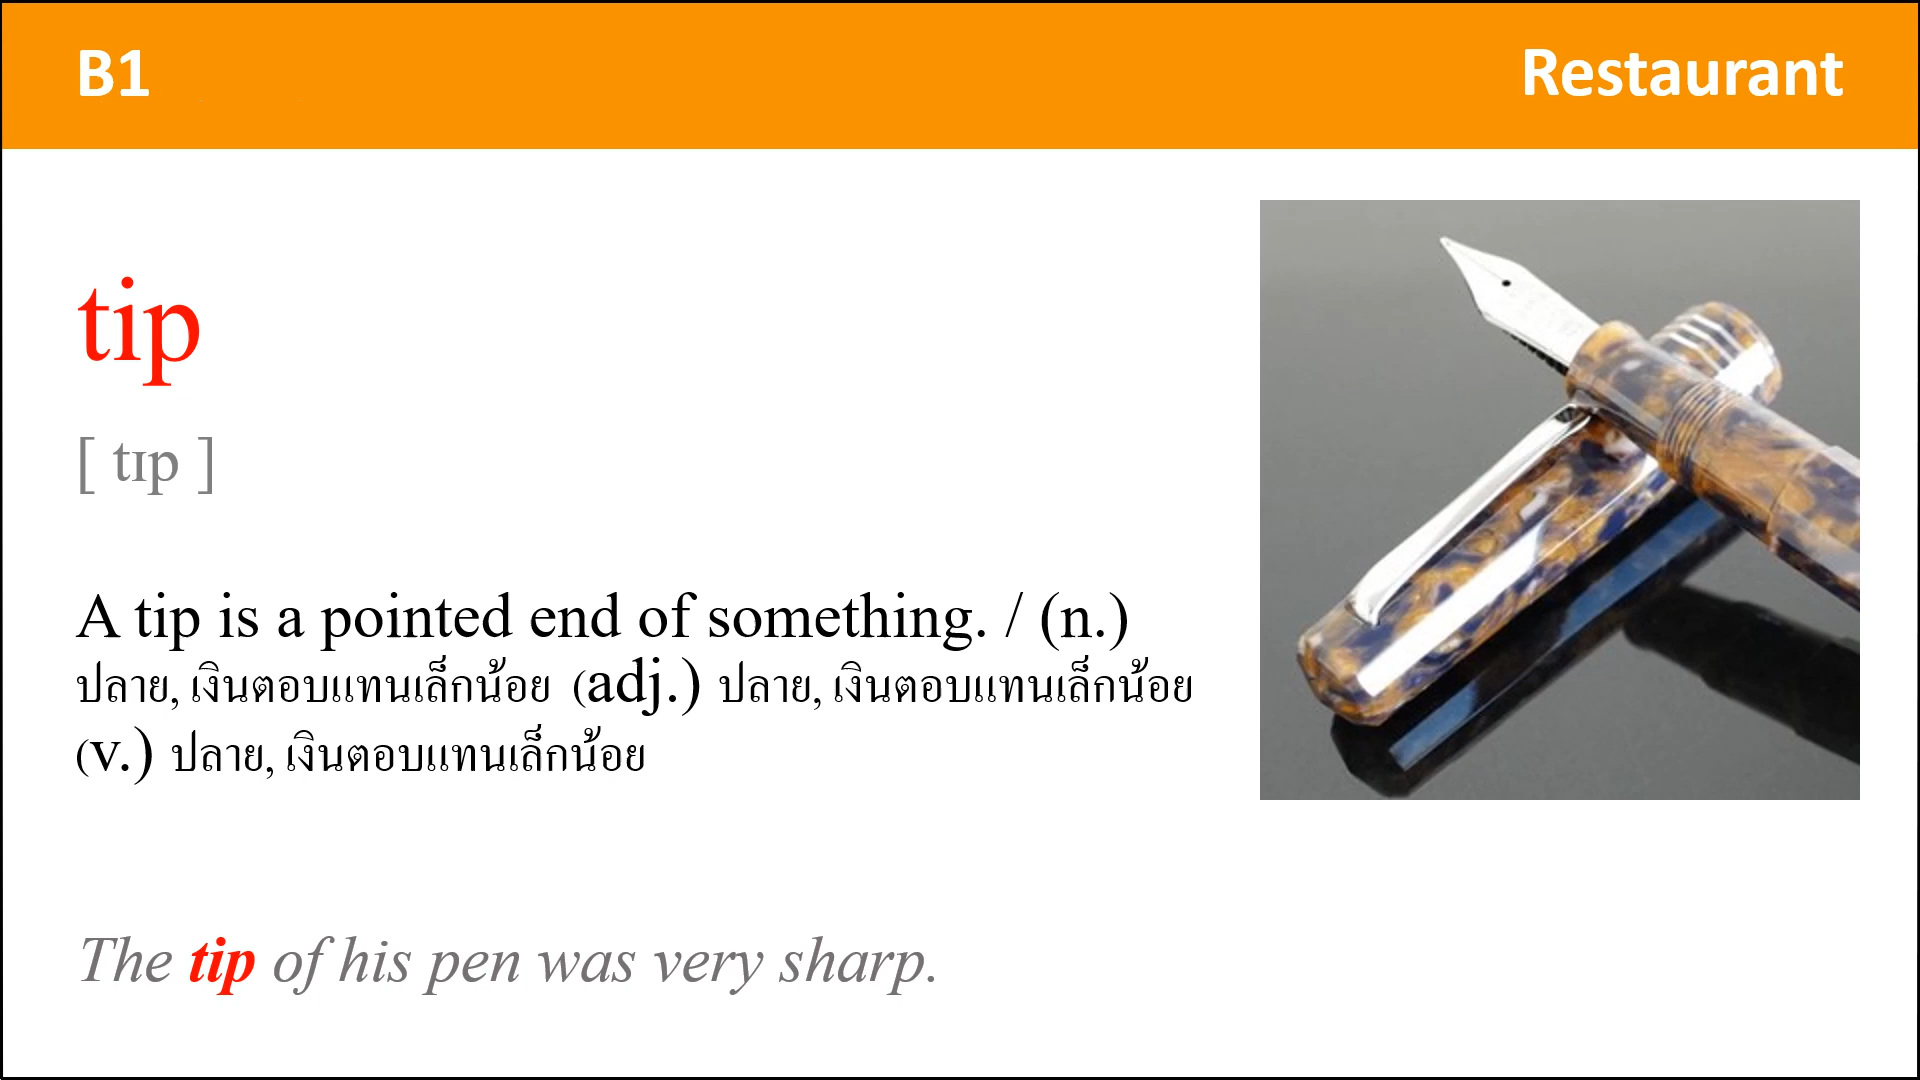 B1
Restaurant
tip
[ tɪp ]
A tip is a pointed end of something. / (n.)
ปลาย, เงินตอบแทนเล็กน้อย (adj.) ปลาย, เงินตอบแทนเล็กน้อย
(v.) ปลาย, เงินตอบแทนเล็กน้อย
The tip of his pen was very sharp.